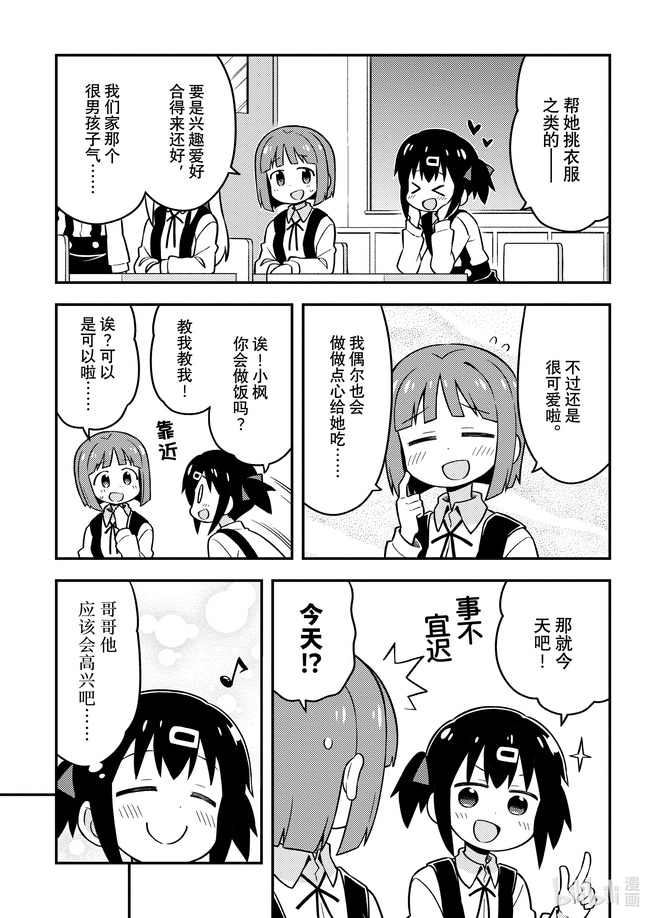 帮她挑衣服
之类的——
要是兴趣爱好
合得来还好，
我们家那个
很男孩子气……
不过还是
很可爱啦。
我偶尔也会
做做点心给她吃……
诶！小枫
你会做饭吗？
教我教我！
靠近
诶？可以
是可以啦……
那就今
天吧！
事不
宜迟
今天!?
哥哥他
应该会高兴吧……
bilibili
漫画